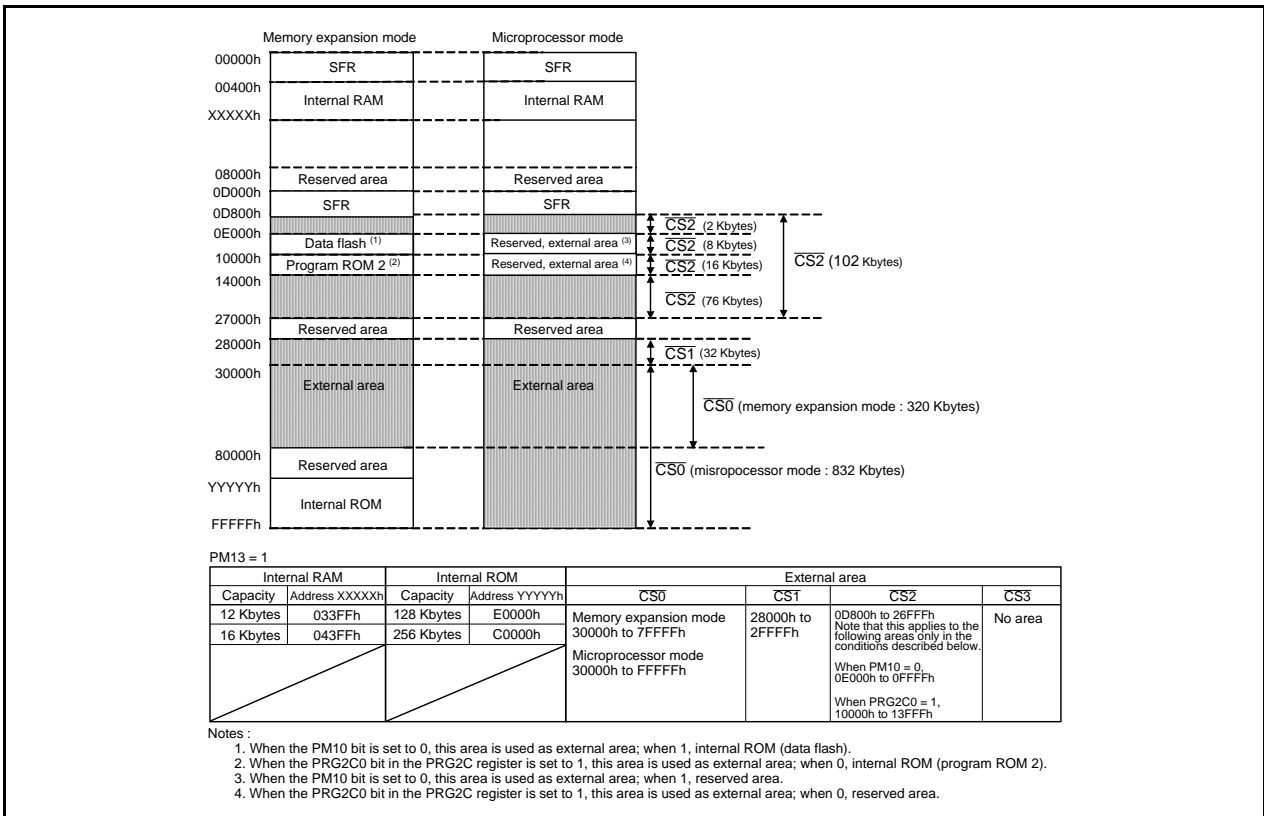 Memory expansion mode
Microprocessor mode
00000h
SFR
SFR
00400h
Internal RAM
Internal RAM
XXXXXh
08000h
Reserved area
Reserved area
0D000h
SFR
SFR
0D800h
CS2 (2 Kbytes)
0E000h
Data flash (1)
Reserved, external area (3)
CS2 (8 Kbytes)
10000h
Program ROM 2 (2)
Reserved, external area (4)
CS2 (16 Kbytes)
CS2 (102 Kbytes)
14000h
CS2 (76 Kbytes)
27000h
Reserved area
Reserved area
28000h
CS1 (32 Kbytes)
30000h
External area
External area
CS0 (memory expansion mode : 320 Kbytes)
80000h
Reserved area
CS0 (misropocessor mode : 832 Kbytes)
YYYYYh
Internal ROM
FFFFFh
PM13 = 1
Internal RAM
Internal ROM
External area
Capacity
Address XXXXXh
Capacity
Address YYYYYh
CS0
CS1
CS2
CS3
12 Kbytes
033FFh
128 Kbytes
E0000h
16 Kbytes
043FFh
256 Kbytes
C0000h
Memory expansion mode
30000h to 7FFFFh
Microprocessor mode
30000h to FFFFFh
28000h to
2FFFFh
0D800h to 26FFFh
Note that this applies to the
following areas only in the
conditions described below.
When PM10 = 0,
0E000h to 0FFFFh
When PRG2C0 = 1,
10000h to 13FFFh
No area
Notes :
1. When the PM10 bit is set to 0, this area is used as external area; when 1, internal ROM (data flash).
2. When the PRG2C0 bit in the PRG2C register is set to 1, this area is used as external area; when 0, internal ROM (program ROM 2).
3. When the PM10 bit is set to 0, this area is used as external area; when 1, reserved area.
4. When the PRG2C0 bit in the PRG2C register is set to 1, this area is used as external area; when 0, reserved area.